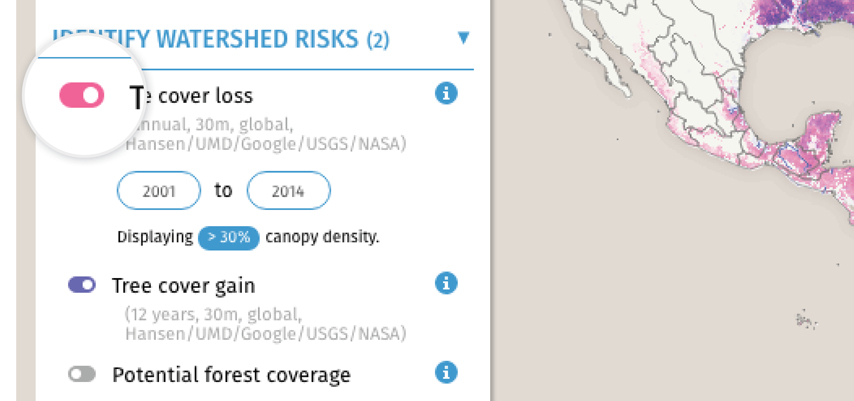 IDENTIFY WATERSHED RISKS (2)
Te cover loss
annual, 30m, global,
Hansen/UMD/Google/USGS/NASA)
2001 to 2014
Displaying > 30% canopy density.
Tree cover gain
(12 years, 30m, global,
Hansen/UMD/Google/USGS/NASA)
Potential forest coverage